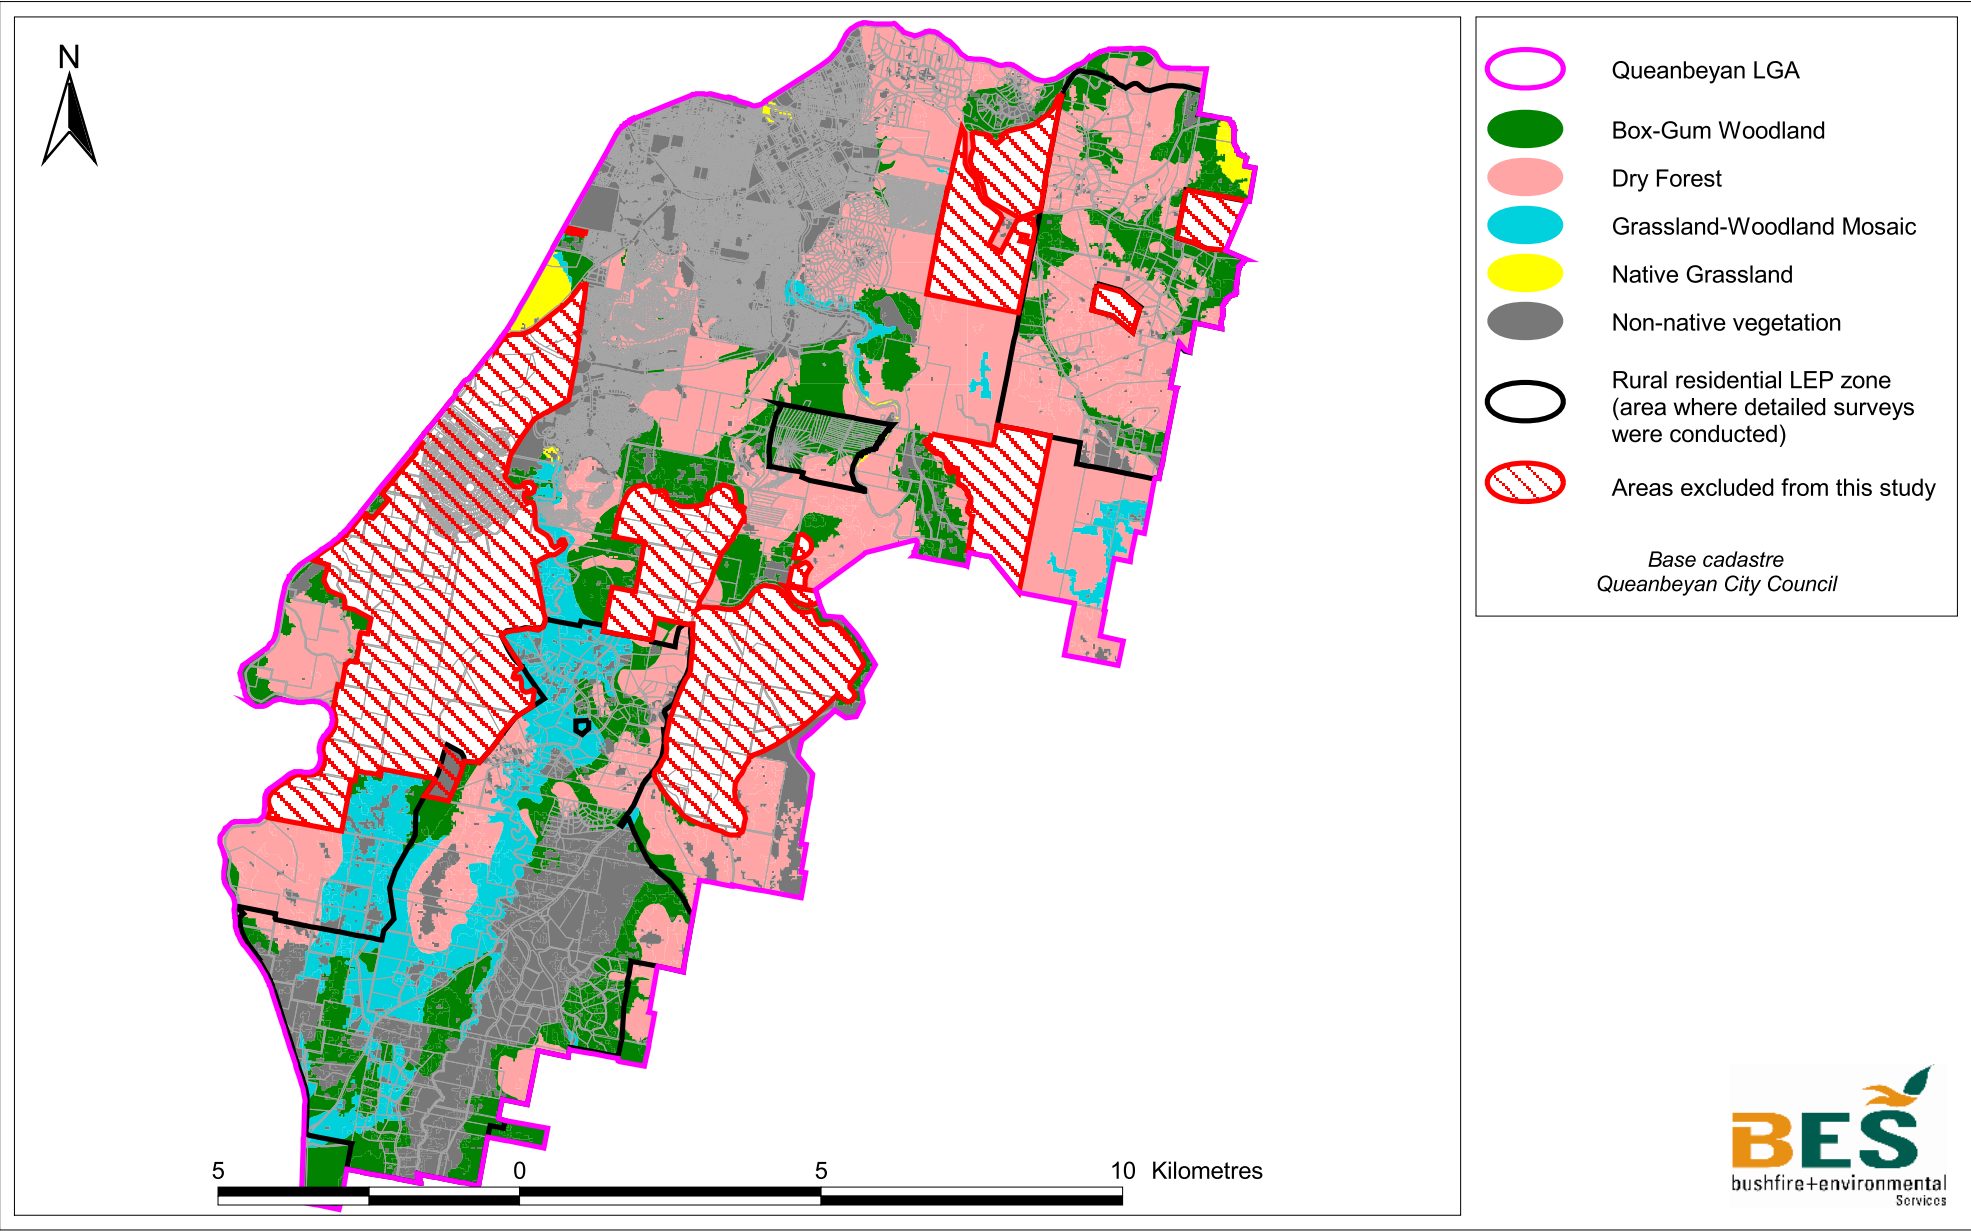 N
Queanbeyan LGA
Box-Gum Woodland
Dry Forest
Grassland-Woodland Mosaic
Native Grassland
Non-native vegetation
Rural residential LEP zone
(area where detailed surveys
were conducted)
Areas excluded from this study
Base cadastre
Queanbeyan City Council
5 0 5 10 Kilometres
BES
bushfire+environmental
Services